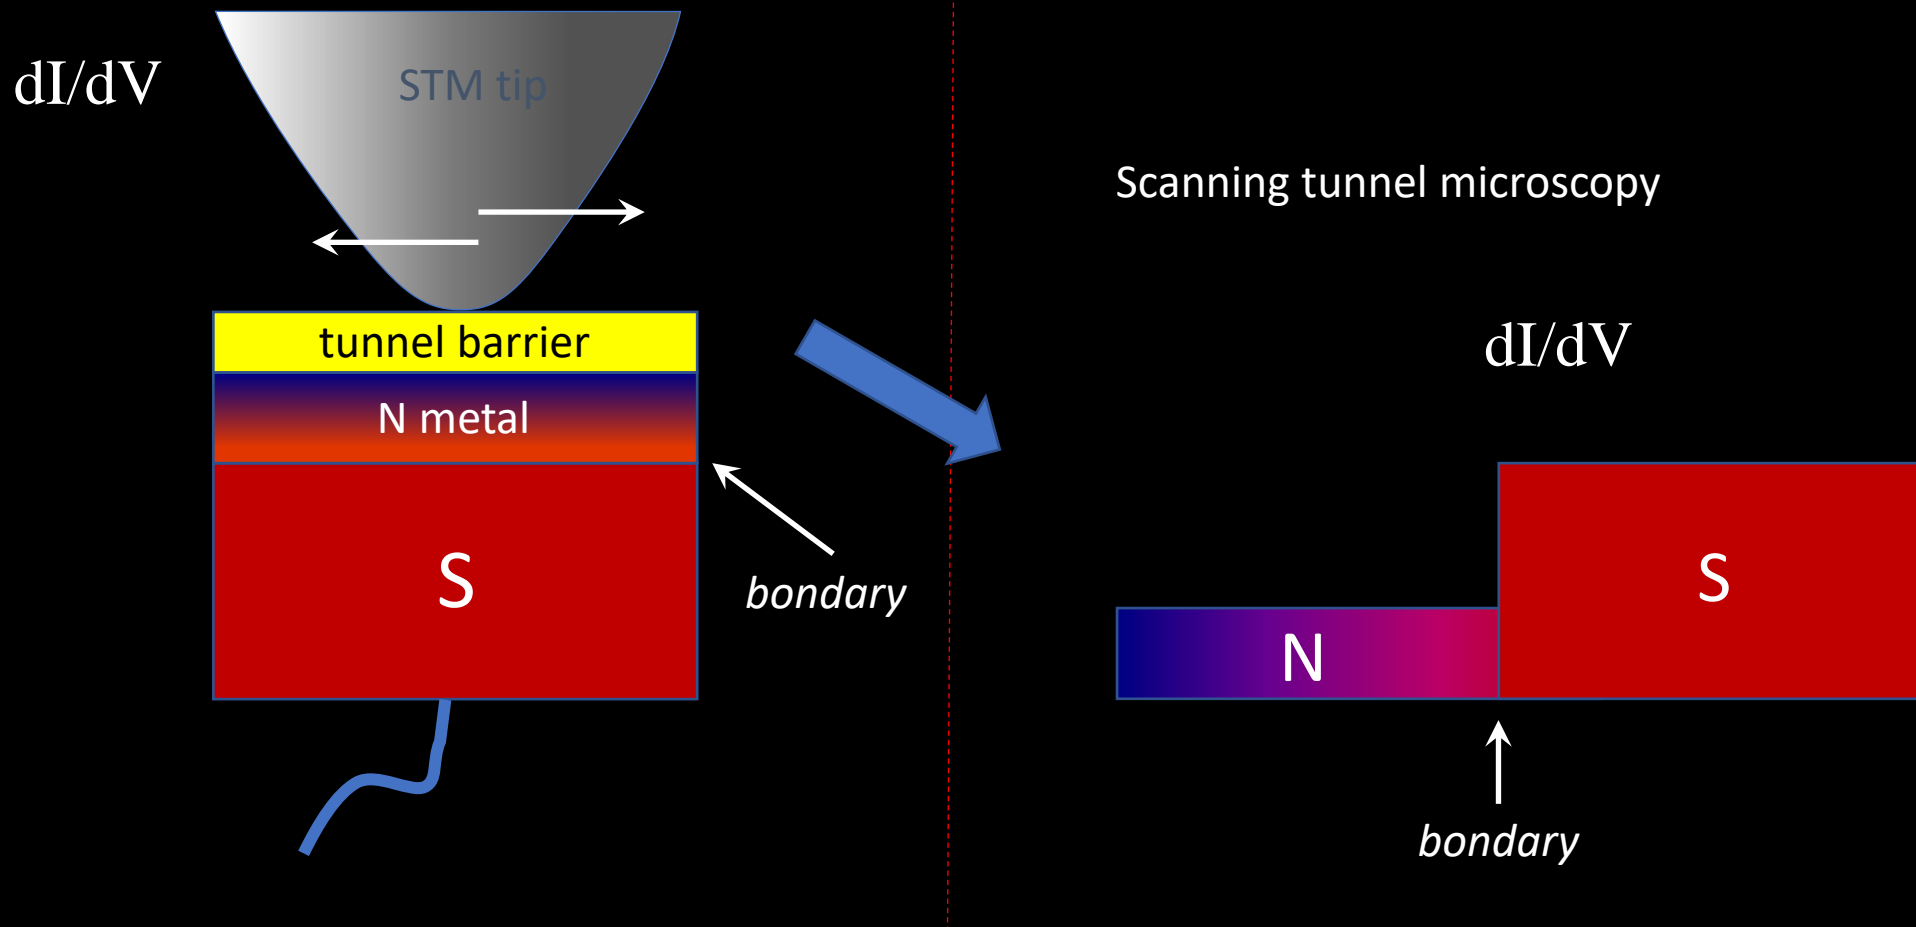 dI/dV
STM tip
tunnel barrier
N metal
S
bondary
Scanning tunnel microscopy
dI/dV
N
S
bondary